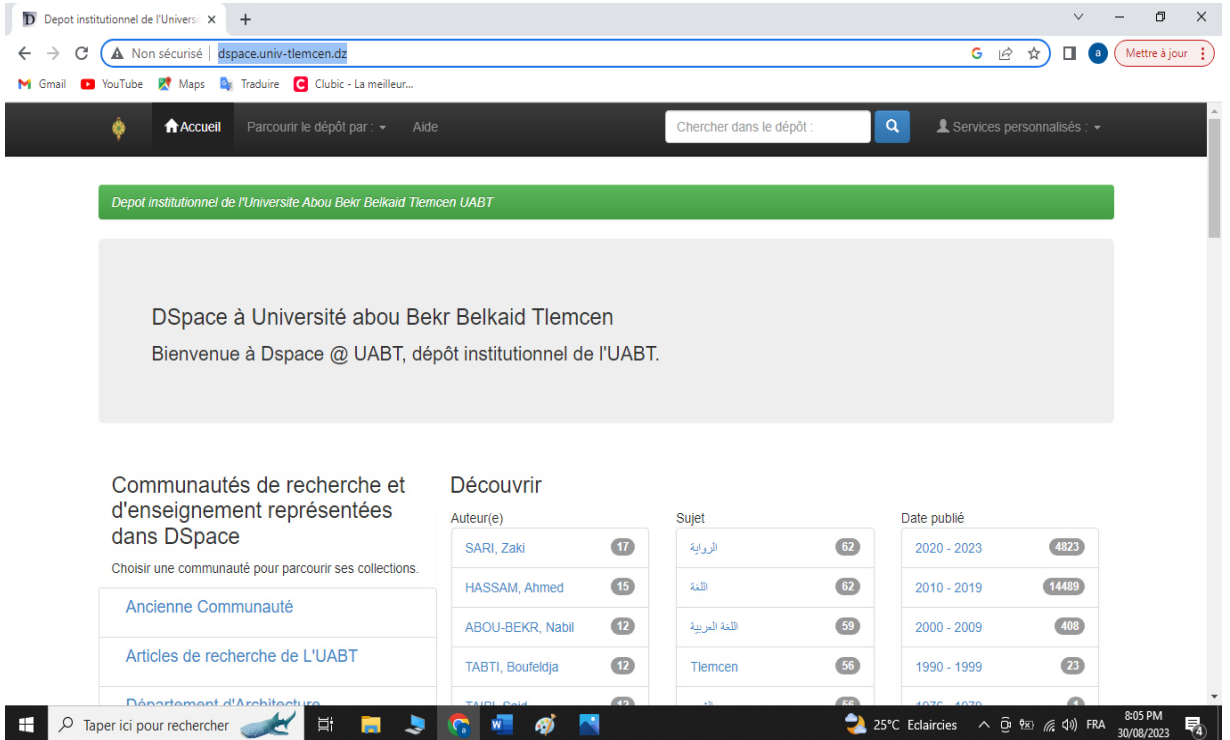 Depot institutionnel de l'Universi
Non sécurisé
dspace.univ-tlemcen.dz
a
Mettre à jour
Gmail
YouTube
Maps
Traduire
Clubic - La meilleur...
Accueil
Parcourir le dépôt par :
Aide
Chercher dans le dépôt :
Services personnalisés :
Depot institutionnel de l'Universite Abou Bekr Belkaid Tlemcen UABT
DSpace à Université abou Bekr Belkaid Tlemcen
Bienvenue à Dspace @ UABT, dépôt institutionnel de l'UABT.
Communautés de recherche et
d'enseignement représentées
dans DSpace
Choisir une communauté pour parcourir ses collections.
Ancienne Communauté
Articles de recherche de L'UABT
Département d'Architecture
Découvrir
Auteur(e)
SARI, Zaki 17
HASSAM, Ahmed 15
ABOU-BEKR, Nabil 12
TABTI, Boufeldja 12
Sujet
الرواية 62
اللغة 62
اللغة العربية 59
Tlemcen 56
Date publié
2020 - 2023 4823
2010 - 2019 14489
2000 - 2009 408
1990 - 1999 23
Taper ici pour rechercher
25°C Eclaircies
FRA
8:05 PM
30/08/2023
4